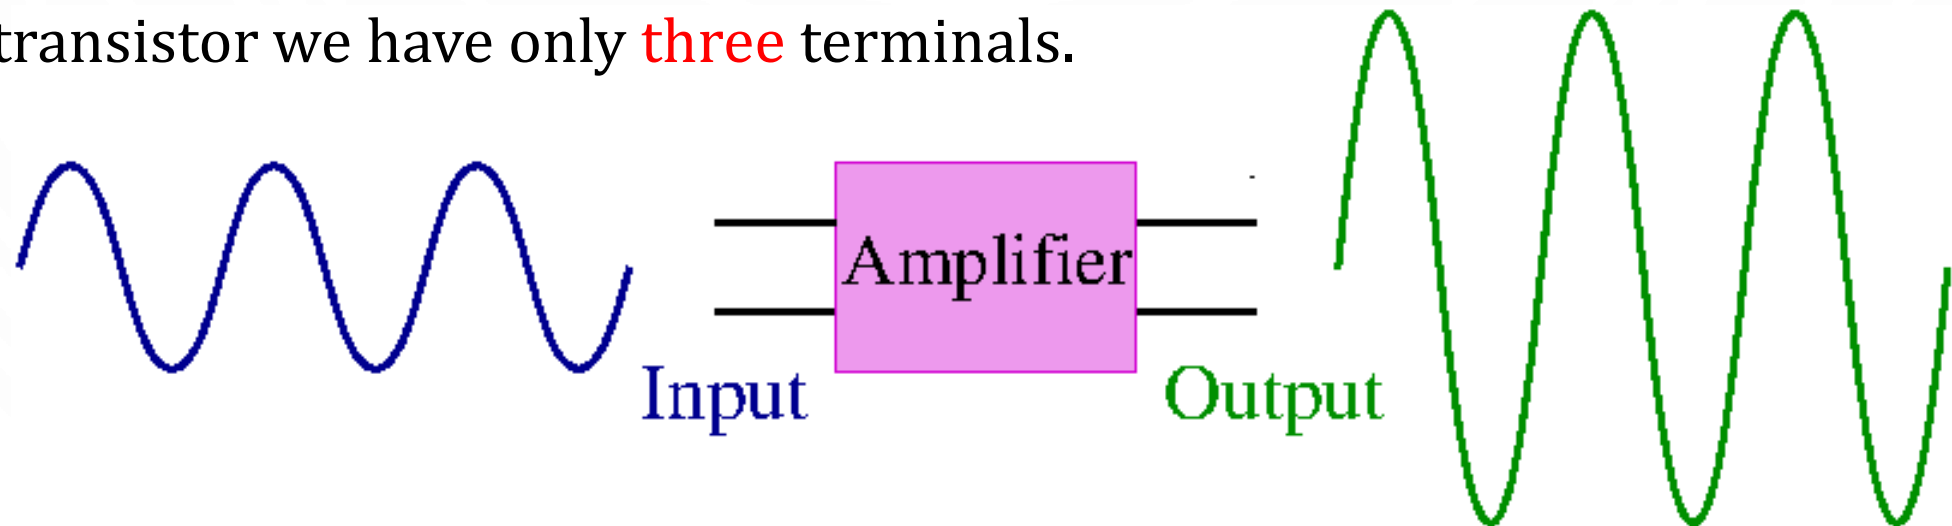 transistor we have only three terminals.
Amplifier
Input
Output